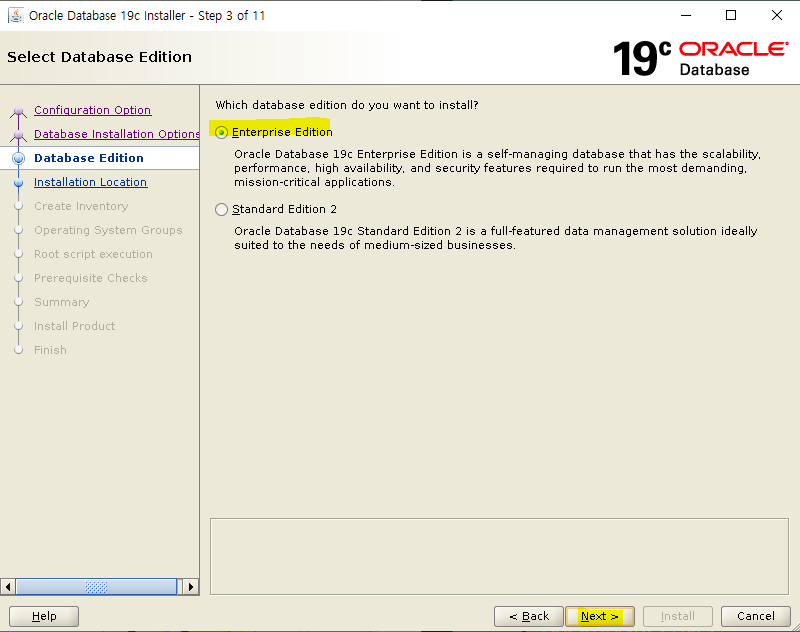 Oracle Database 19c Installer - Step 3 of 11
Select Database Edition
19c ORACLE
Database
Configuration Option
Database Installation Options
Database Edition
Installation Location
Create Inventory
Operating System Groups
Root script execution
Prerequisite Checks
Summary
Install Product
Finish
Which database edition do you want to install?
Enterprise Edition
Oracle Database 19c Enterprise Edition is a self-managing database that has the scalability,
performance, high availability, and security features required to run the most demanding,
mission-critical applications.
Standard Edition 2
Oracle Database 19c Standard Edition 2 is a full-featured data management solution ideally
suited to the needs of medium-sized businesses.
Help
< Back
Next >
Install
Cancel